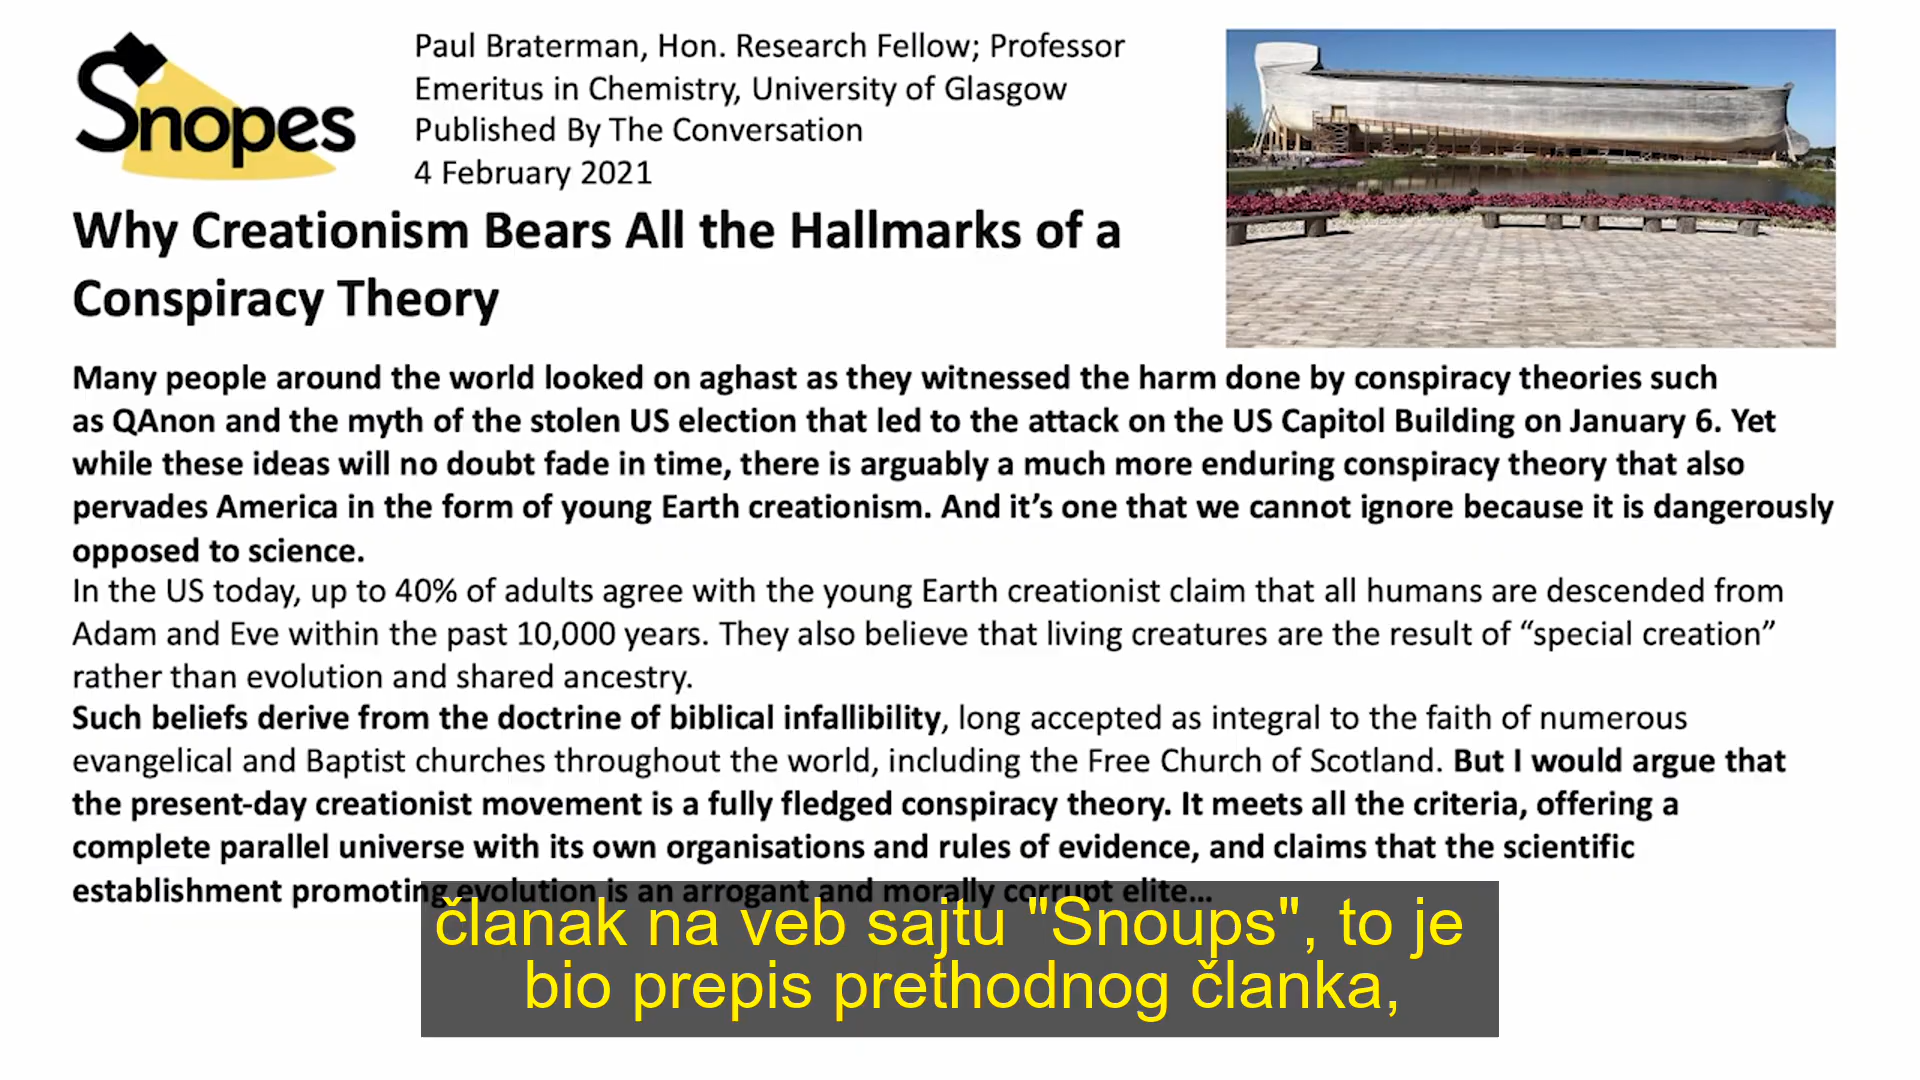 Snopes
Paul Braterman, Hon. Research Fellow; Professor
Emeritus in Chemistry, University of Glasgow
Published By The Conversation
4 February 2021
Why Creationism Bears All the Hallmarks of a
Conspiracy Theory
Many people around the world looked on aghast as they witnessed the harm done by conspiracy theories such
as QAnon and the myth of the stolen US election that led to the attack on the US Capitol Building on January 6. Yet
while these ideas will no doubt fade in time, there is arguably a much more enduring conspiracy theory that also
pervades America in the form of young Earth creationism. And it’s one that we cannot ignore because it is dangerously
opposed to science.
In the US today, up to 40% of adults agree with the young Earth creationist claim that all humans are descended from
Adam and Eve within the past 10,000 years. They also believe that living creatures are the result of “special creation”
rather than evolution and shared ancestry.
Such beliefs derive from the doctrine of biblical infallibility, long accepted as integral to the faith of numerous
evangelical and Baptist churches throughout the world, including the Free Church of Scotland. But I would argue that
the present-day creationist movement is a fully fledged conspiracy theory. It meets all the criteria, offering a
complete parallel universe with its own organisations and rules of evidence, and claims that the scientific
establishment promoting evolution is an arrogant and morally corrupt elite…
članak na veb sajtu "Snoups", to je
bio prepis prethodnog članka,